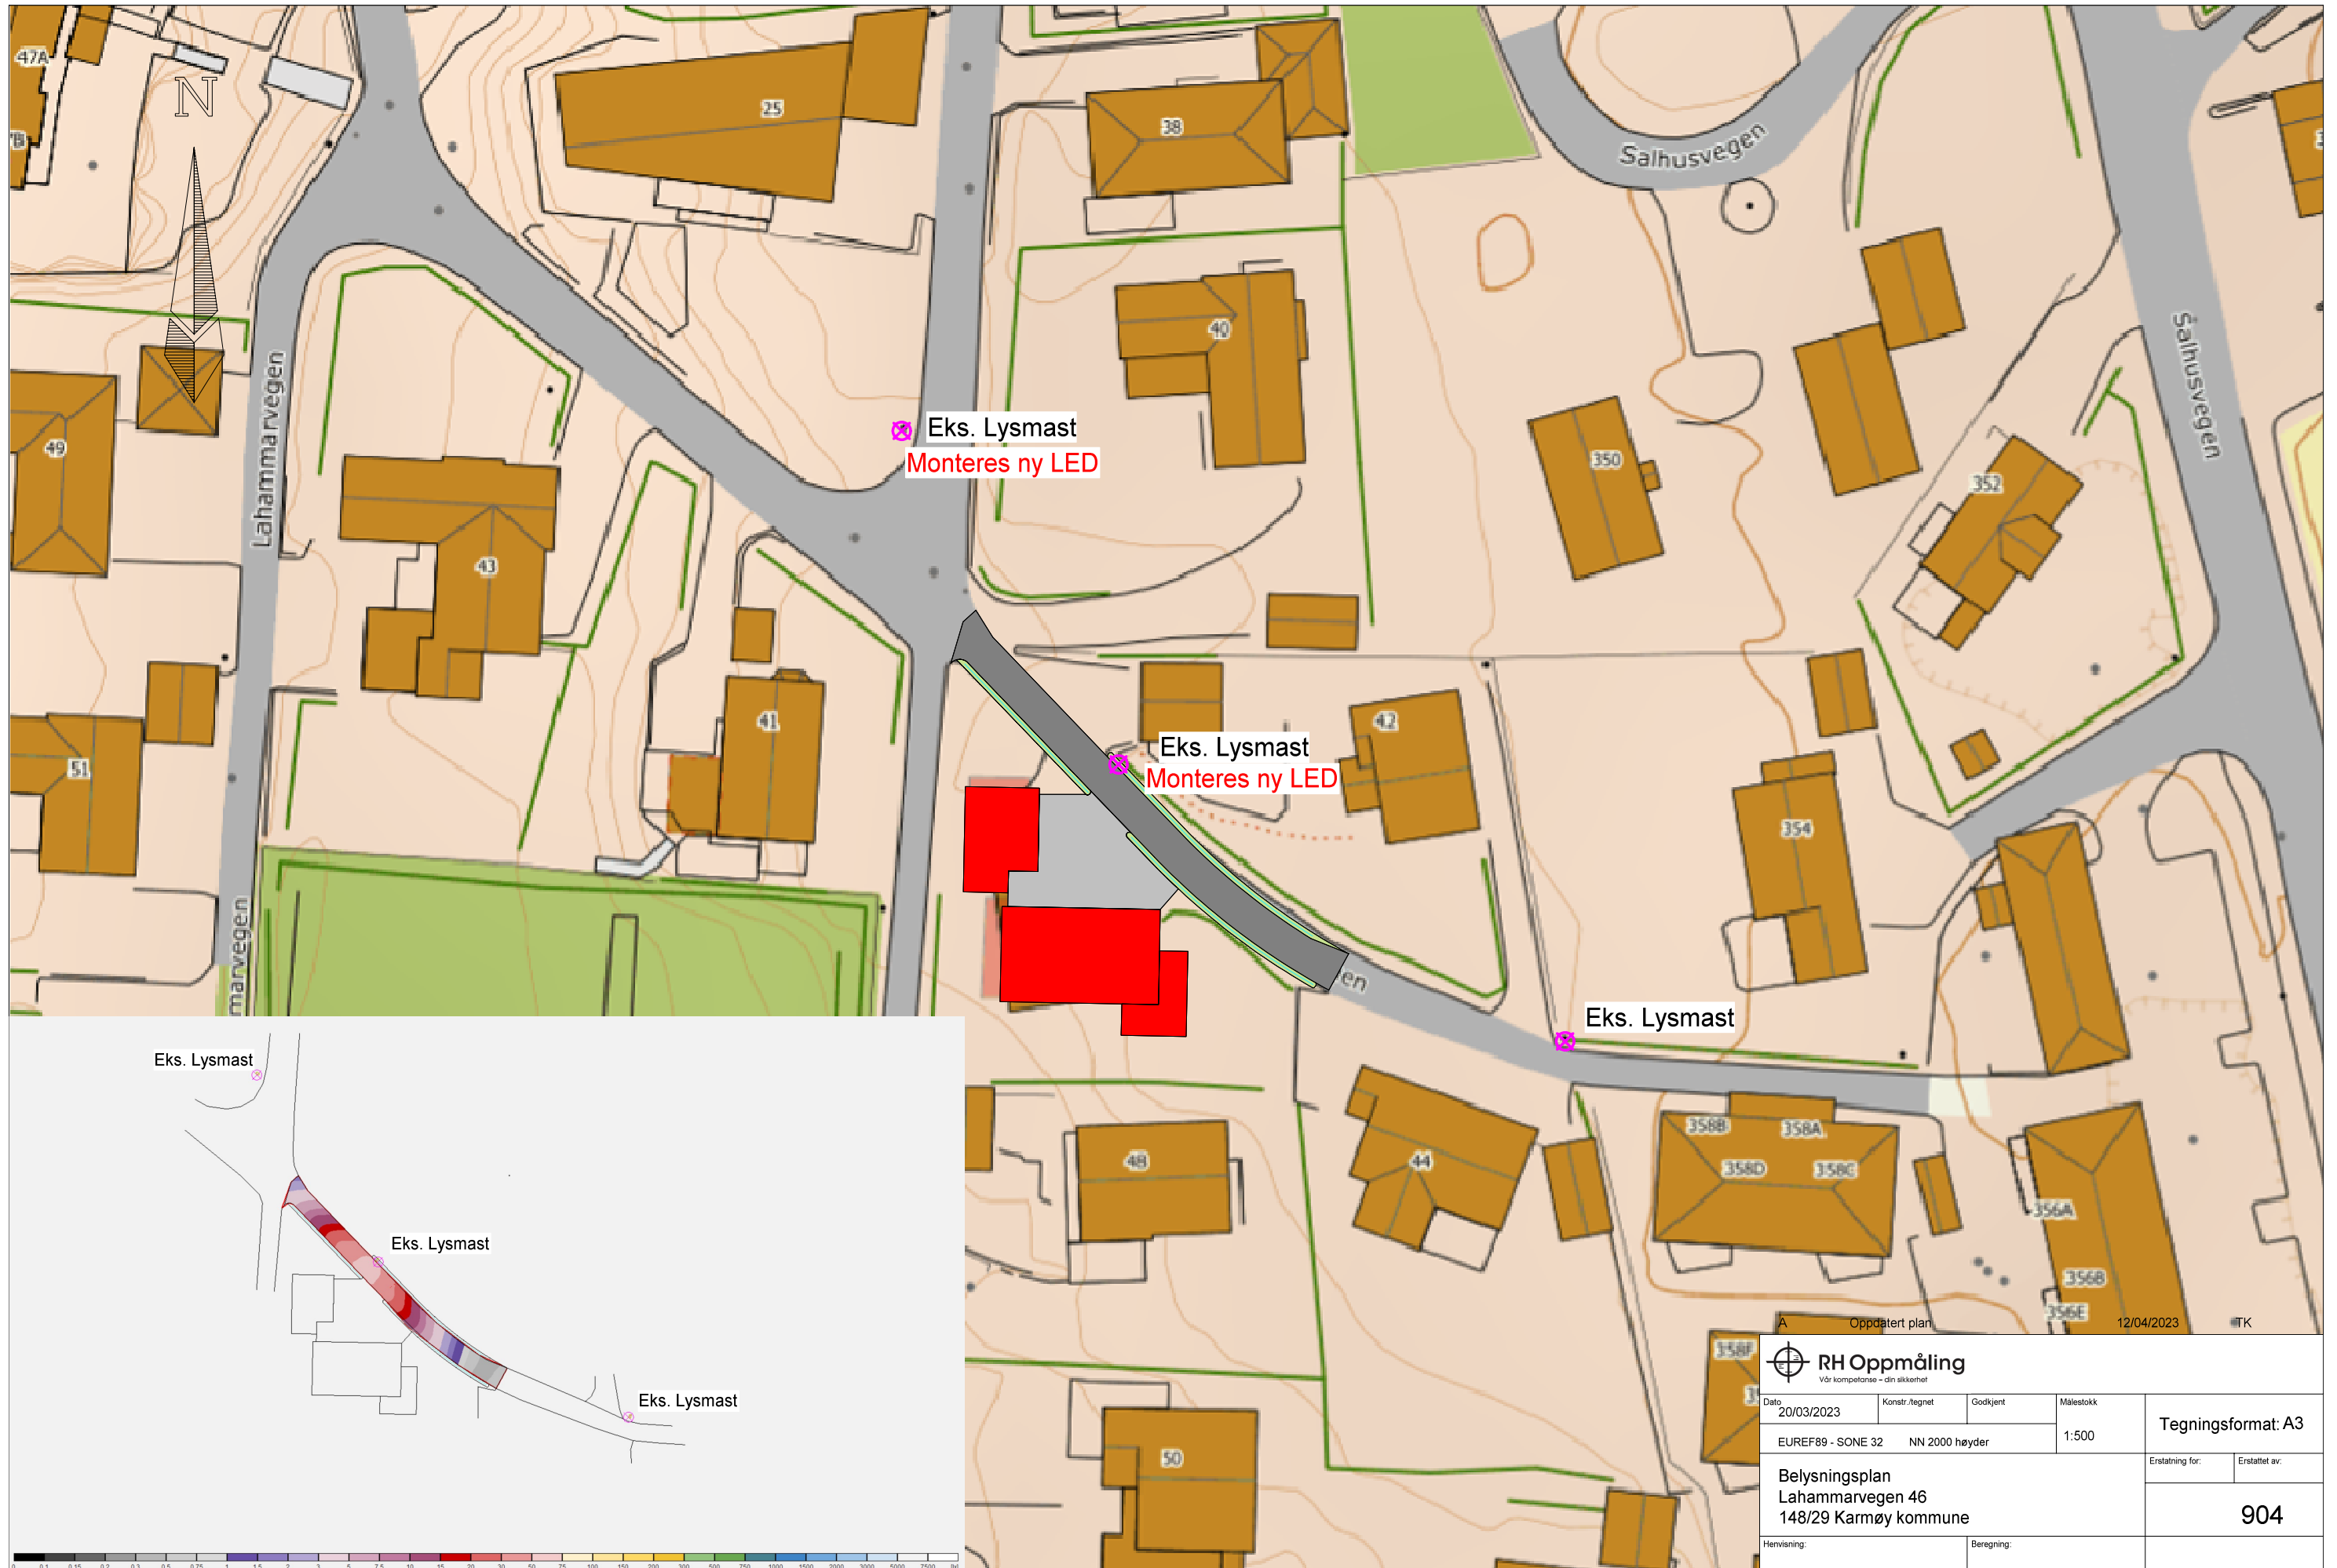 47A
25
38
Salhusvegen
N
40
Lahammarvegen
49
Eks. Lysmast
Monteres ny LED
350
352
Salhusvegen
43
41
42
51
Eks. Lysmast
Monteres ny LED
354
marvegen
en
Eks. Lysmast
Eks. Lysmast
358B
358A
48
44
358D
358C
356A
Eks. Lysmast
356B
356E
A Oppdatert plan 12/04/2023 TK
358F
RH Oppmåling
Vår kompetanse – din sikkerhet
Dato
20/03/2023
Konstr./tegnet
Godkjent
Målestokk
1:500
Tegningsformat: A3
Eks. Lysmast
EUREF89 - SONE 32 NN 2000 høyder
50
Erstatning for:
Erstattet av:
Belysningsplan
Lahammarvegen 46
148/29 Karmøy kommune
904
Henvisning:
Beregning: